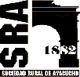 SRA
1882
SOCIEDAD RURAL DE AYACUCHO